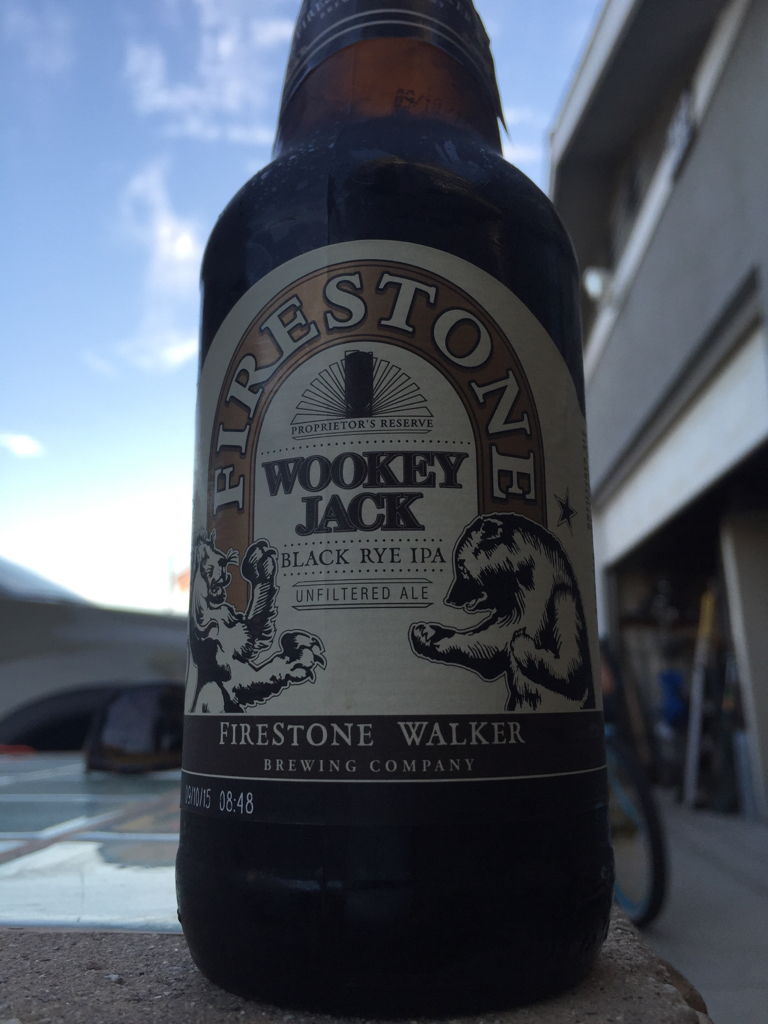 FIRESTONE
PROPRIETOR'S RESERVE
WOOKEY
JACK
BLACK RYE IPA
UNFILTERED ALE
FIRESTONE WALKER
BREWING COMPANY
09/10/15 08:48